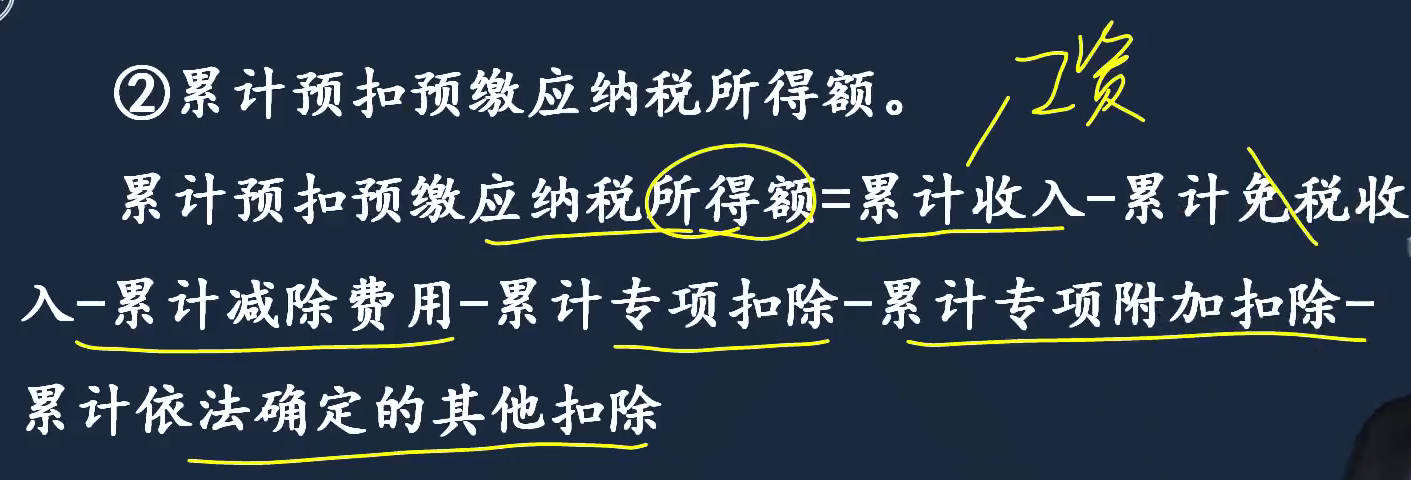 ②累计预扣预缴应纳税所得额。
工资
累计预扣预缴应纳税所得额=累计收入-累计免税收
入-累计减除费用-累计专项扣除-累计专项附加扣除-
累计依法确定的其他扣除